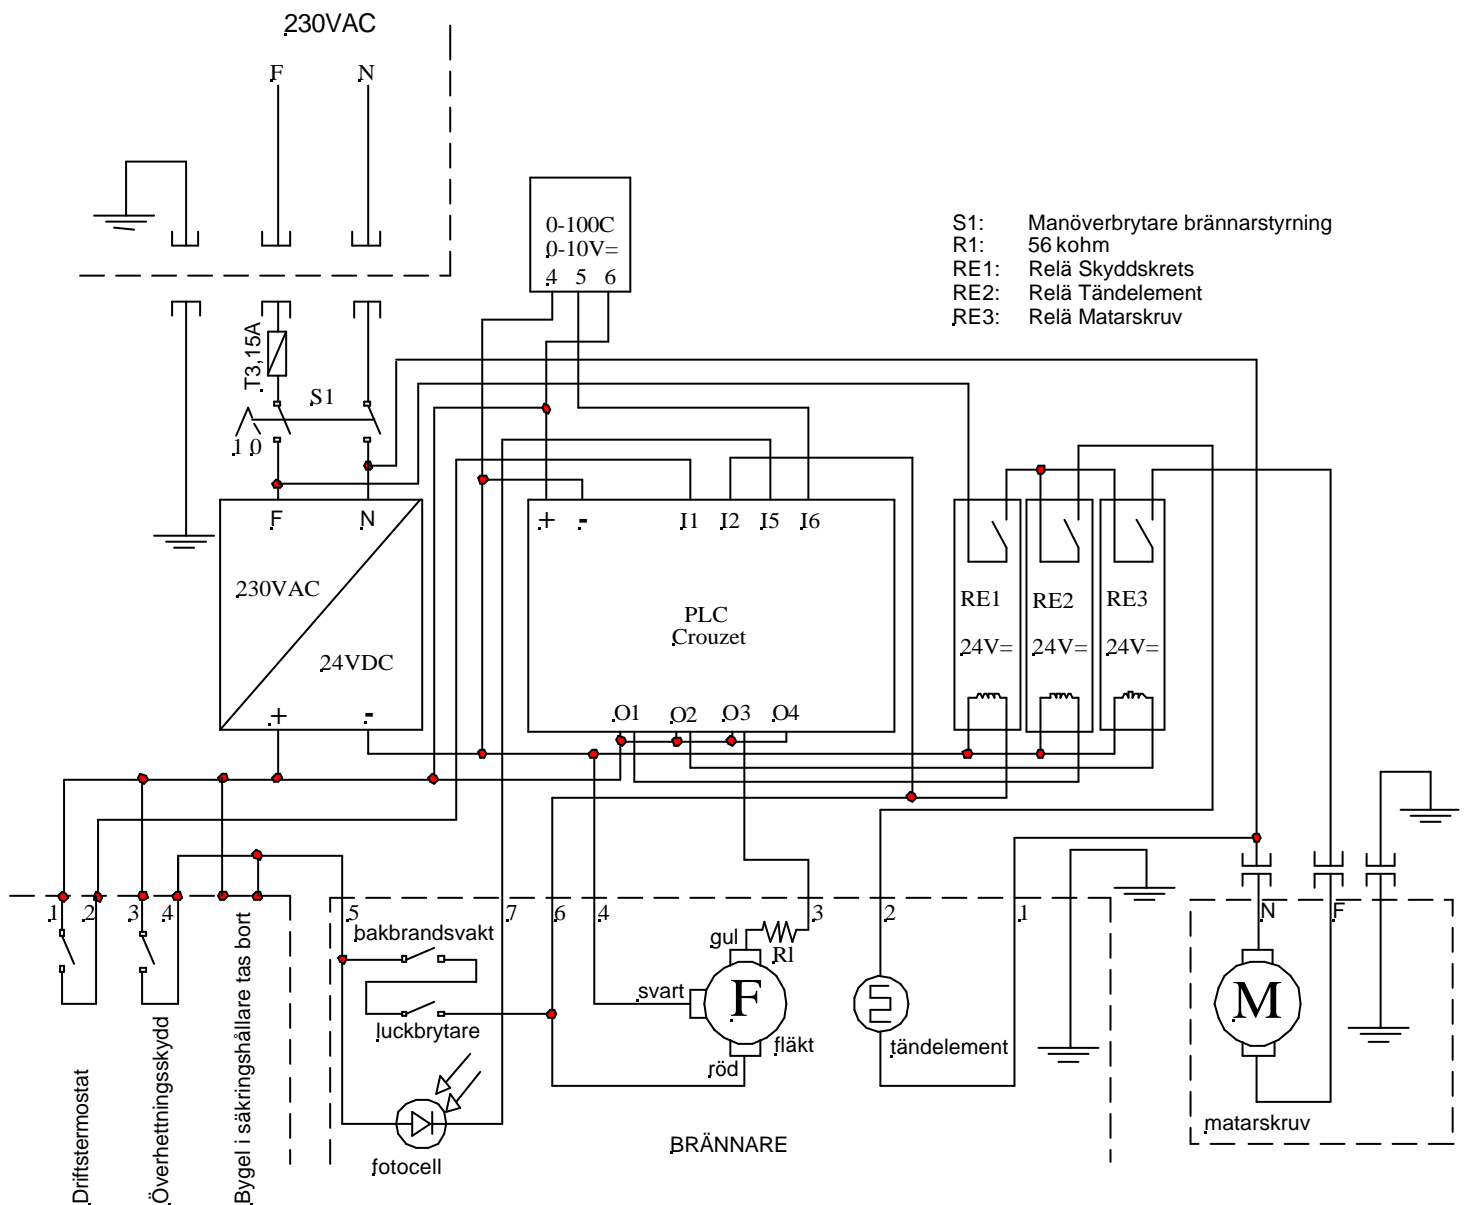 230VAC
F N
0-100C
0-10V=
4 5 6
S1: Manöverbrytare brännarstyrning
R1: 56 kohm
RE1: Relä Skyddskrets
RE2: Relä Tändelement
RE3: Relä Matarskruv
T3,15A
S1
1 0
F N
+ - I1 I2 I5 I6
230VAC
24VDC
PLC
Crouzet
RE1 RE2 RE3
24V= 24V= 24V=
+ -
O1 O2 O3 O4
1 2 3 4
5 7 6 4 3 2 1
N F
bakbrandsvakt
gul
R1
svart
F
M
luckbrytare
fläkt
tändelement
röd
matarskruv
BRÄNNARE
fotocell
Driftstermostat
Överhettningsskydd
Bygel i säkringshållare tas bort